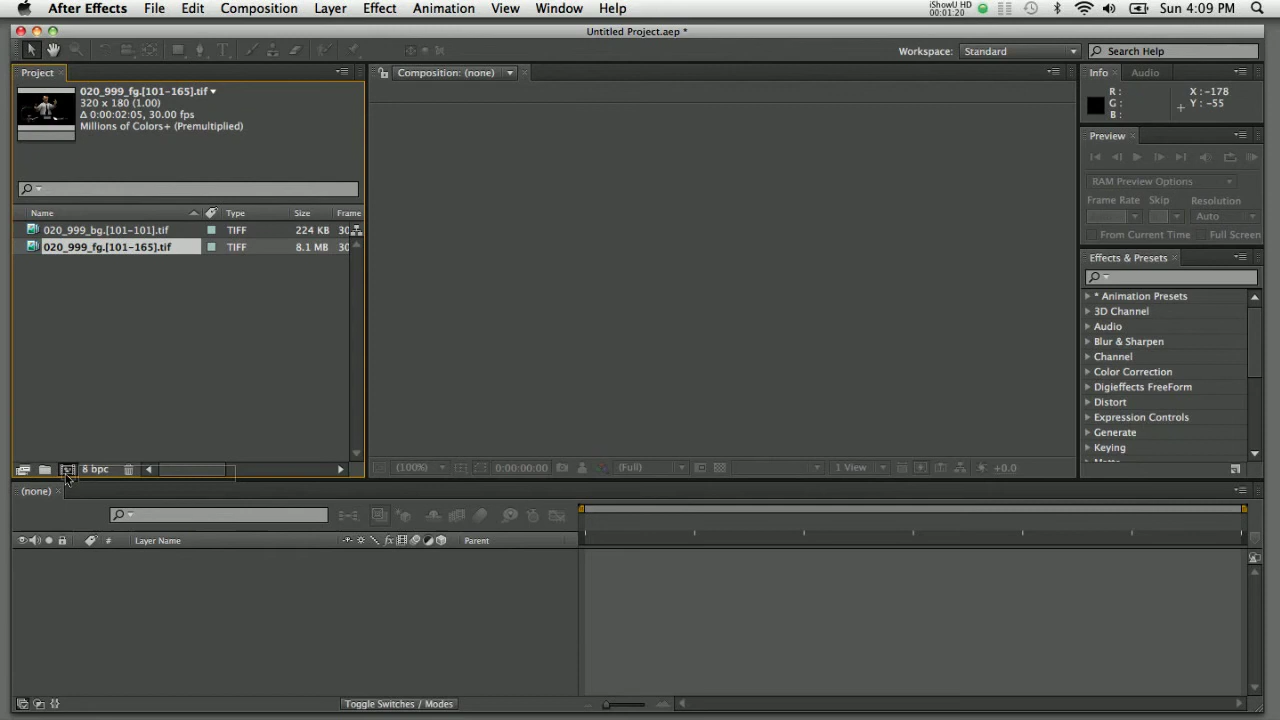 After Effects File Edit Composition Layer Effect Animation View Window Help iShowU HD 00:01:20 Sun 4:09 PM
Untitled Project.aep *
Workspace: Standard Search Help
Project
Composition: (none)
Info Audio
020_999_fg.[101-165].tif
320 x 180 (1.00)
Δ 0:00:02:05, 30.00 fps
Millions of Colors+ (Premultiplied)
R :
G :
B :
X : -178
Y : -55
Preview
RAM Preview Options
Frame Rate Skip Resolution
Auto
From Current Time Full Screen
Name Type Size Frame
020_999_bg.[101-101].tif TIFF 224 KB 30
020_999_fg.[101-165].tif TIFF 8.1 MB 30
Effects & Presets
* Animation Presets
3D Channel
Audio
Blur & Sharpen
Channel
Color Correction
Digieffects FreeForm
Distort
Expression Controls
Generate
Keying
8 bpc
(100%) 0:00:00:00 (Full) 1 View +0.0
(none)
# Layer Name fx Parent
Toggle Switches / Modes